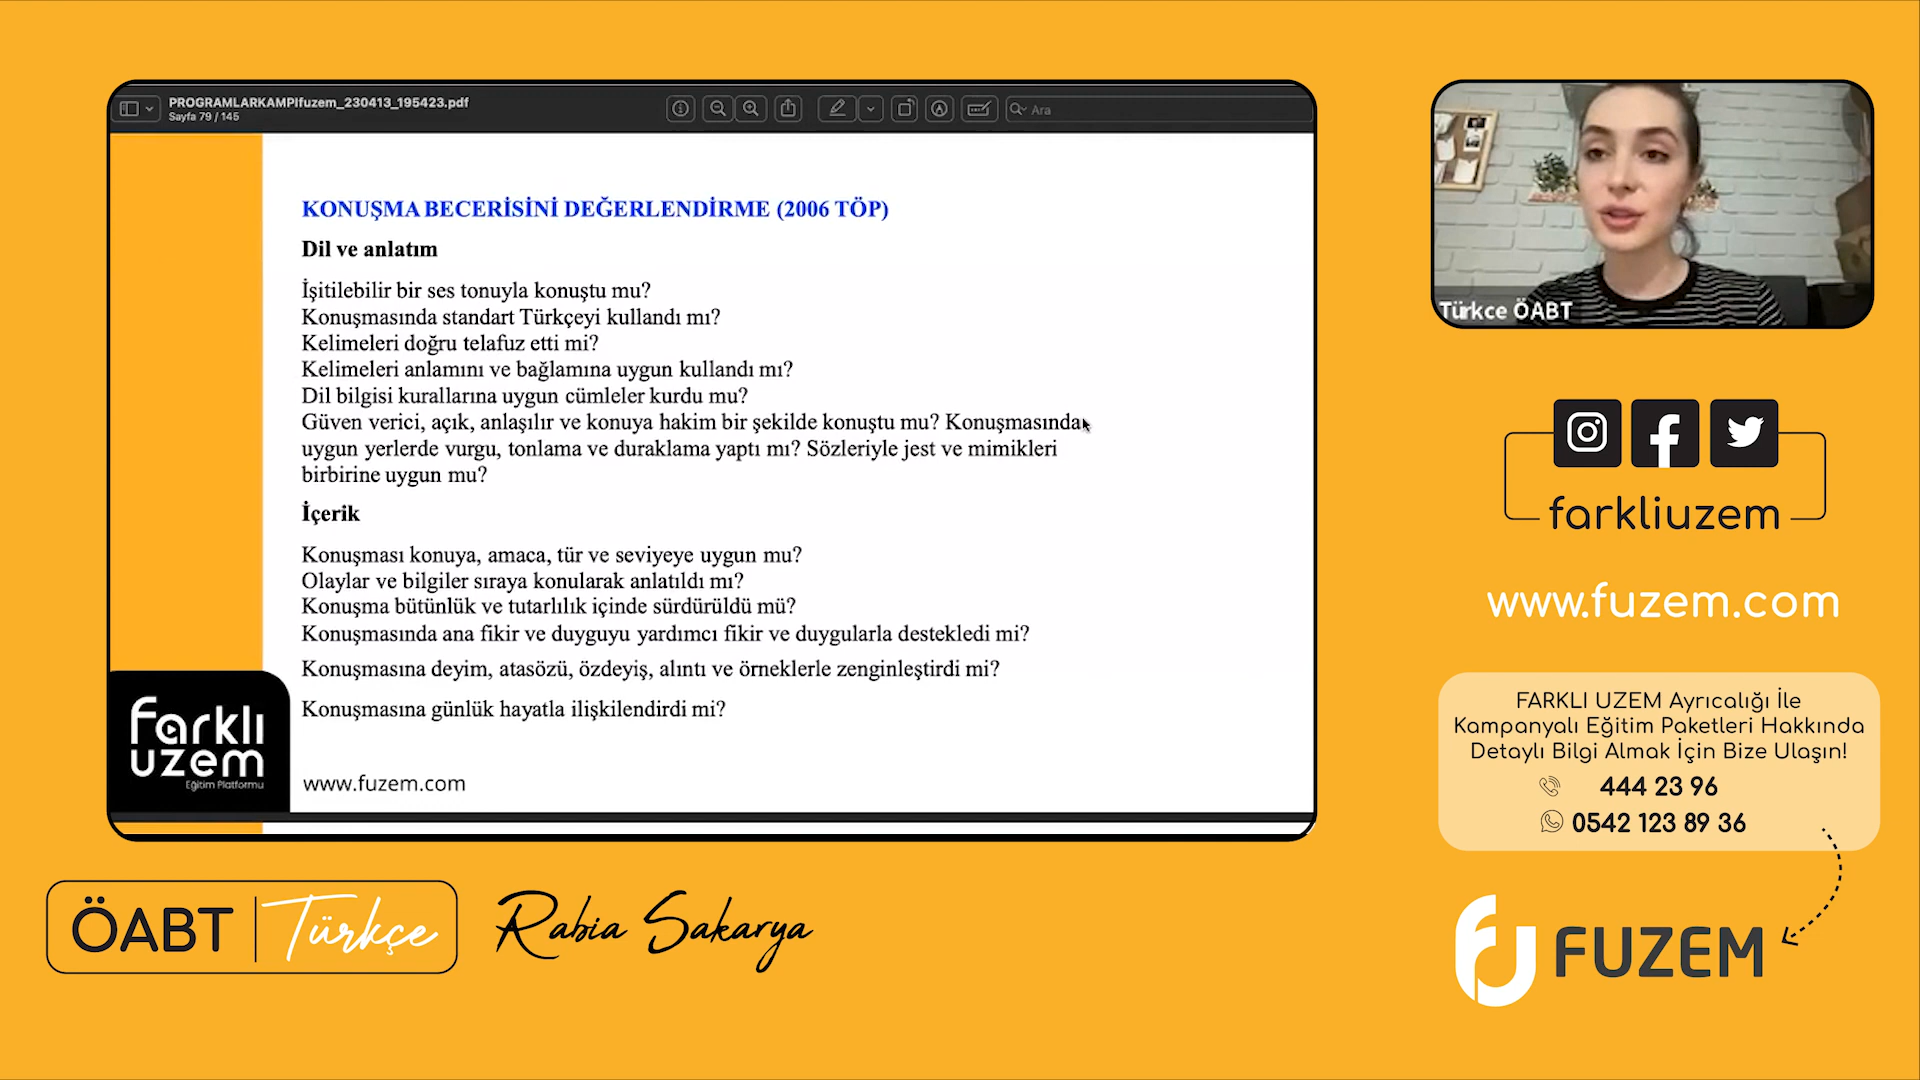 PROGRAMLARKAMPIfuzem_230413_195423.pdf
Sayfa 79 / 145
Ara
KONUŞMA BECERİSİNİ DEĞERLENDİRME (2006 TÖP)
Dil ve anlatım
İşitilebilir bir ses tonuyla konuştu mu?
Konuşmasında standart Türkçeyi kullandı mı?
Kelimeleri doğru telafuz etti mi?
Kelimeleri anlamını ve bağlamına uygun kullandı mı?
Dil bilgisi kurallarına uygun cümleler kurdu mu?
Güven verici, açık, anlaşılır ve konuya hakim bir şekilde konuştu mu? Konuşmasında
uygun yerlerde vurgu, tonlama ve duraklama yaptı mı? Sözleriyle jest ve mimikleri
birbirine uygun mu?
İçerik
Konuşması konuya, amaca, tür ve seviyeye uygun mu?
Olaylar ve bilgiler sıraya konularak anlatıldı mı?
Konuşma bütünlük ve tutarlılık içinde sürdürüldü mü?
Konuşmasında ana fikir ve duyguyu yardımcı fikir ve duygularla destekledi mi?
Konuşmasına deyim, atasözü, özdeyiş, alıntı ve örneklerle zenginleştirdi mi?
Konuşmasına günlük hayatla ilişkilendirdi mi?
farklı
uzem
Eğitim Platformu
www.fuzem.com
Türkce ÖABT
farkliuzem
www.fuzem.com
FARKLI UZEM Ayrıcalığı İle
Kampanyalı Eğitim Paketleri Hakkında
Detaylı Bilgi Almak İçin Bize Ulaşın!
444 23 96
0542 123 89 36
FUZEM
ÖABT Türkçe
Rabia Sakarya